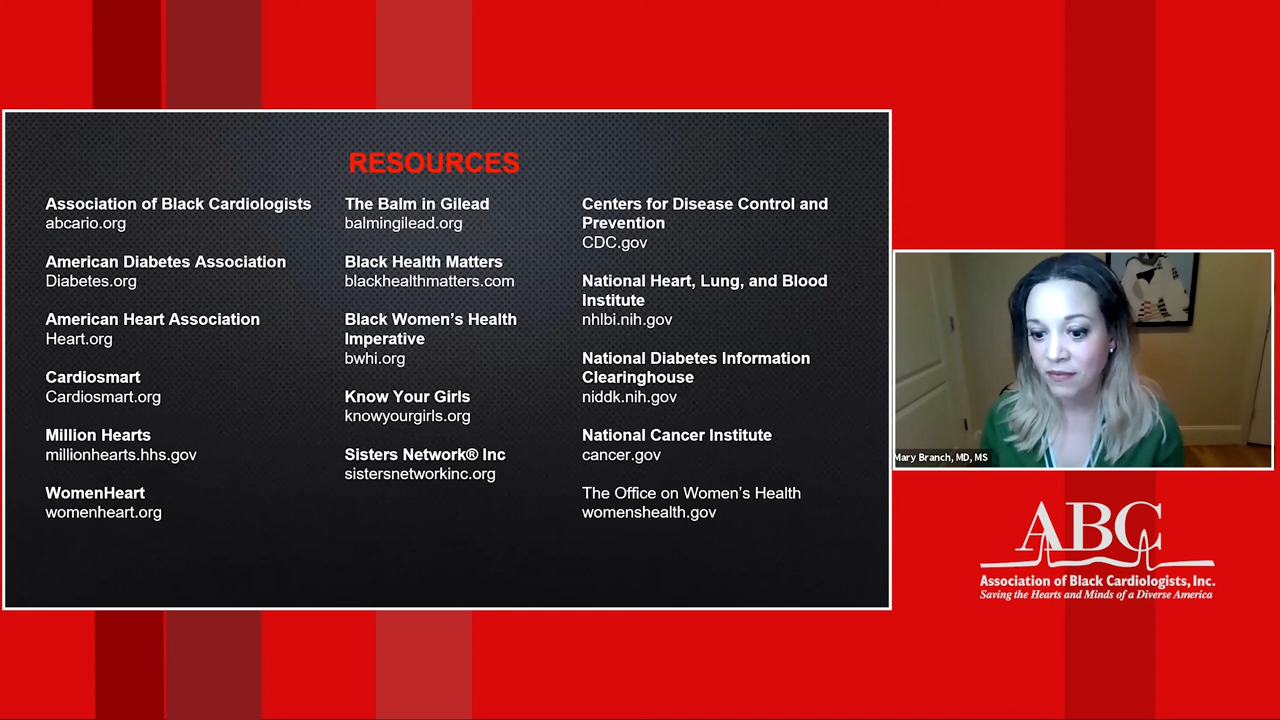 RESOURCES
Association of Black Cardiologists
abcario.org
American Diabetes Association
Diabetes.org
American Heart Association
Heart.org
Cardiosmart
Cardiosmart.org
Million Hearts
millionhearts.hhs.gov
WomenHeart
womenheart.org
The Balm in Gilead
balmingilead.org
Black Health Matters
blackhealthmatters.com
Black Women’s Health
Imperative
bwhi.org
Know Your Girls
knowyourgirls.org
Sisters Network® Inc
sistersnetworkinc.org
Centers for Disease Control and
Prevention
CDC.gov
National Heart, Lung, and Blood
Institute
nhlbi.nih.gov
National Diabetes Information
Clearinghouse
niddk.nih.gov
National Cancer Institute
cancer.gov
The Office on Women’s Health
womenshealth.gov
Mary Branch, MD, MS
ABC
Association of Black Cardiologists, Inc.
Saving the Hearts and Minds of a Diverse America